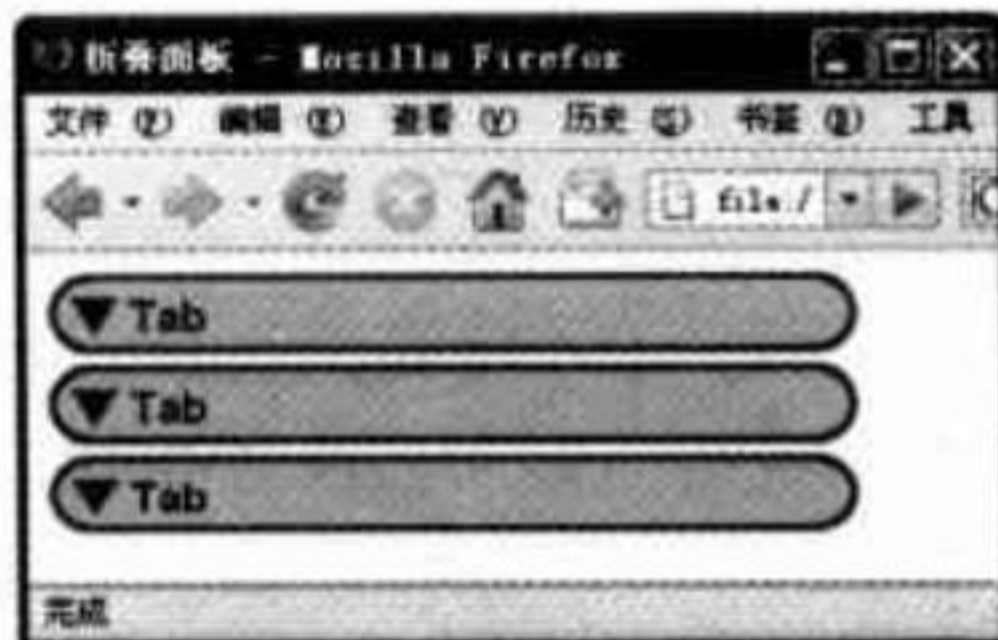 折叠面板 - Mozilla Firefox
文件 (F) 编辑 (E) 查看 (V) 历史 (S) 书签 (B) 工具
file:/
Tab
Tab
Tab
完成